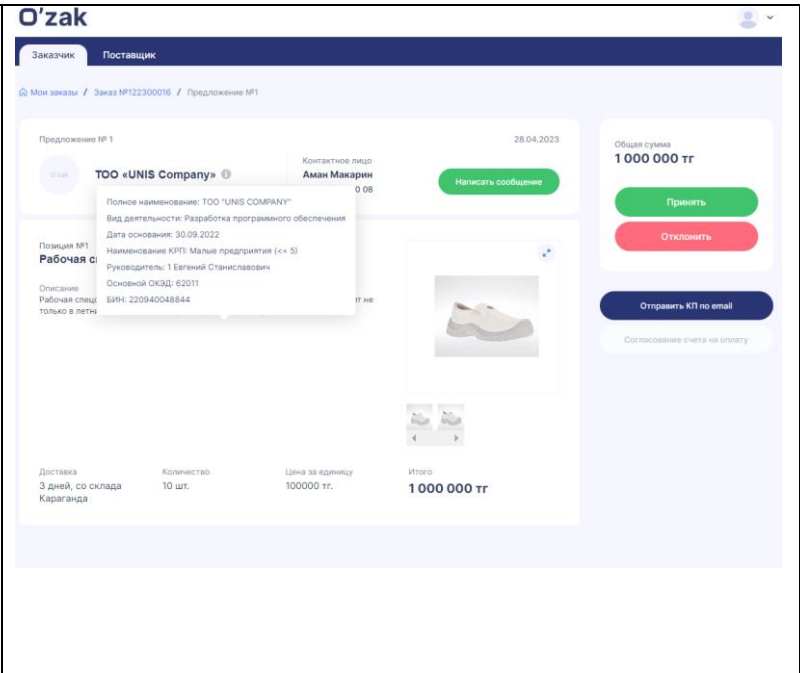 O'zak
Заказчик
Поставщик
Мои заказы / Заказ №122300016 / Предложение №1
Предложение № 1
28.04.2023
ТОО «UNIS Company»
Контактное лицо
Аман Макарин
0 08
Написать сообщение
Полное наименование: ТОО "UNIS COMPANY"
Вид деятельности: Разработка программного обеспечения
Дата основания: 30.09.2022
Наименование КРП: Малые предприятия (<= 5)
Руководитель: 1 Евгений Станиславович
Основной ОКЭД: 62011
БИН: 220940048844
Позиция №1
Рабочая
Описание
Рабочая
только в
не
Доставка
3 дней, со склада
Караганда
Количество
10 шт.
Цена за единицу
100000 тг.
Итого
1 000 000 тг
Общая сумма
1 000 000 тг
Принять
Отклонить
Отправить КП по email
Согласование счета на оплату